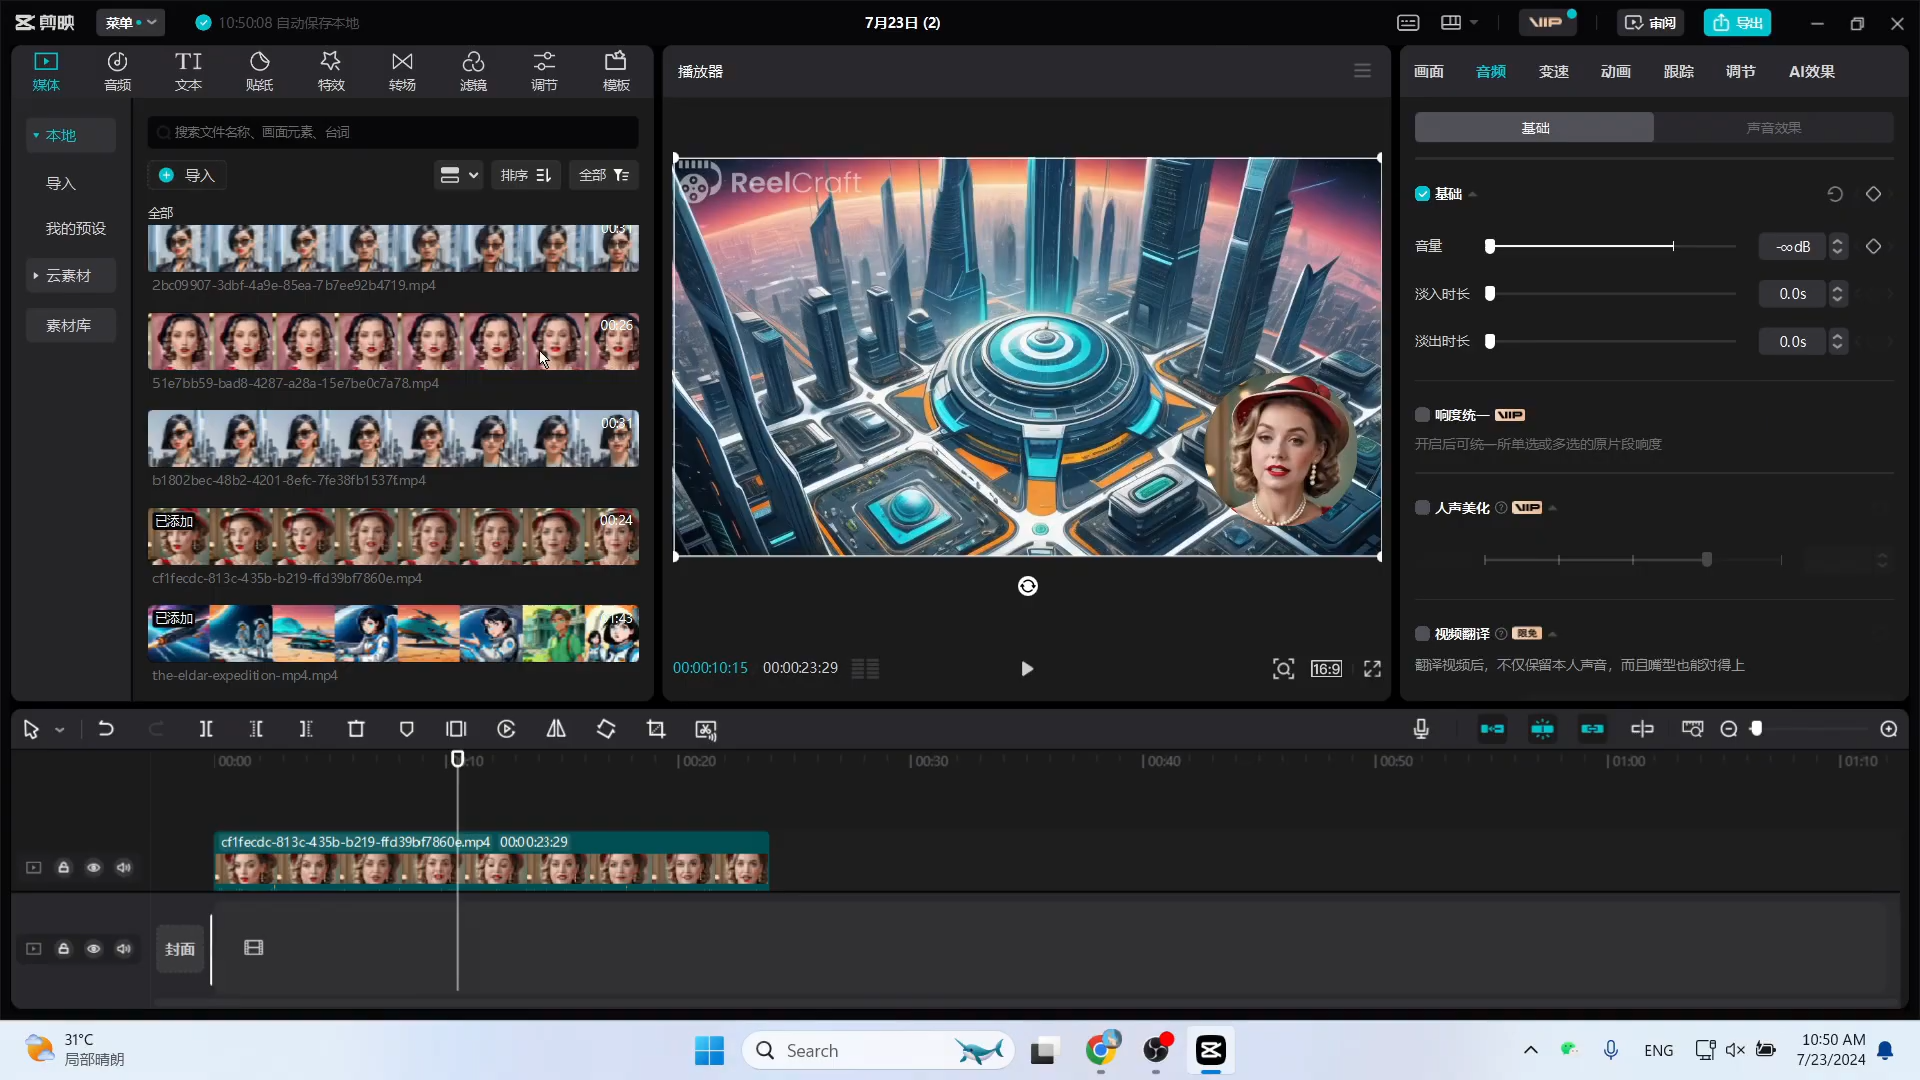 剪映
菜单
10:50:08 自动保存本地
7月23日 (2)
VIP
审阅
导出
媒体
音频
文本
贴纸
特效
转场
滤镜
调节
模板
本地
导入
我的预设
云素材
素材库
搜索文件名称、画面元素、台词
导入
排序
全部
全部
00:31
2bc09907-3dbf-4a9e-85ea-7b7ee92b4719.mp4
00:26
51e7bb59-bad8-4287-a28a-15e7be0c7a78.mp4
00:31
b1802bec-48b2-4201-8efc-7fe38fb1537f.mp4
已添加
00:24
cf1fecdc-813c-435b-b219-ffd39bf7860e.mp4
已添加
01:43
the-eldar-expedition-mp4.mp4
播放器
ReelCraft
00:00:10:15
00:00:23:29
16:9
画面
音频
变速
动画
跟踪
调节
AI效果
基础
声音效果
基础
音量
-∞dB
淡入时长
0.0s
淡出时长
0.0s
响度统一
VIP
开启后可统一所单选或多选的原片段响度
人声美化
VIP
视频翻译
限免
翻译视频后，不仅保留本人声音，而且嘴型也能对得上
00:00
00:10
00:20
00:30
00:40
00:50
01:00
01:10
cf1fecdc-813c-435b-b219-ffd39bf7860e.mp4 00:00:23:29
封面
31°C
局部晴朗
Search
ENG
10:50 AM
7/23/2024